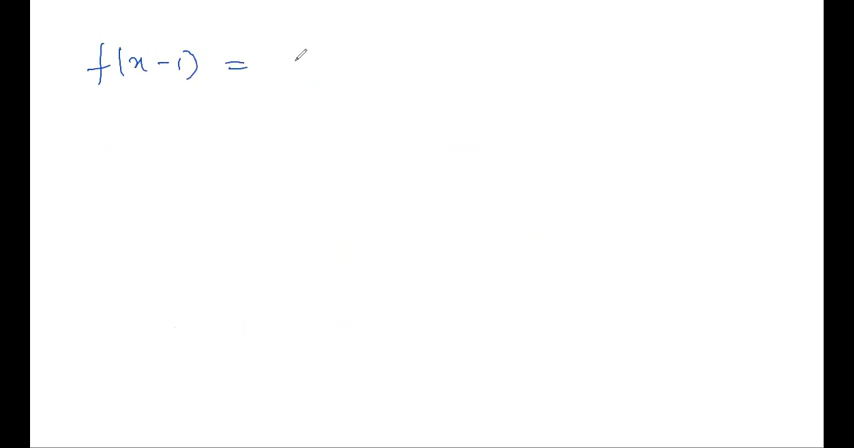 f(x-1) =